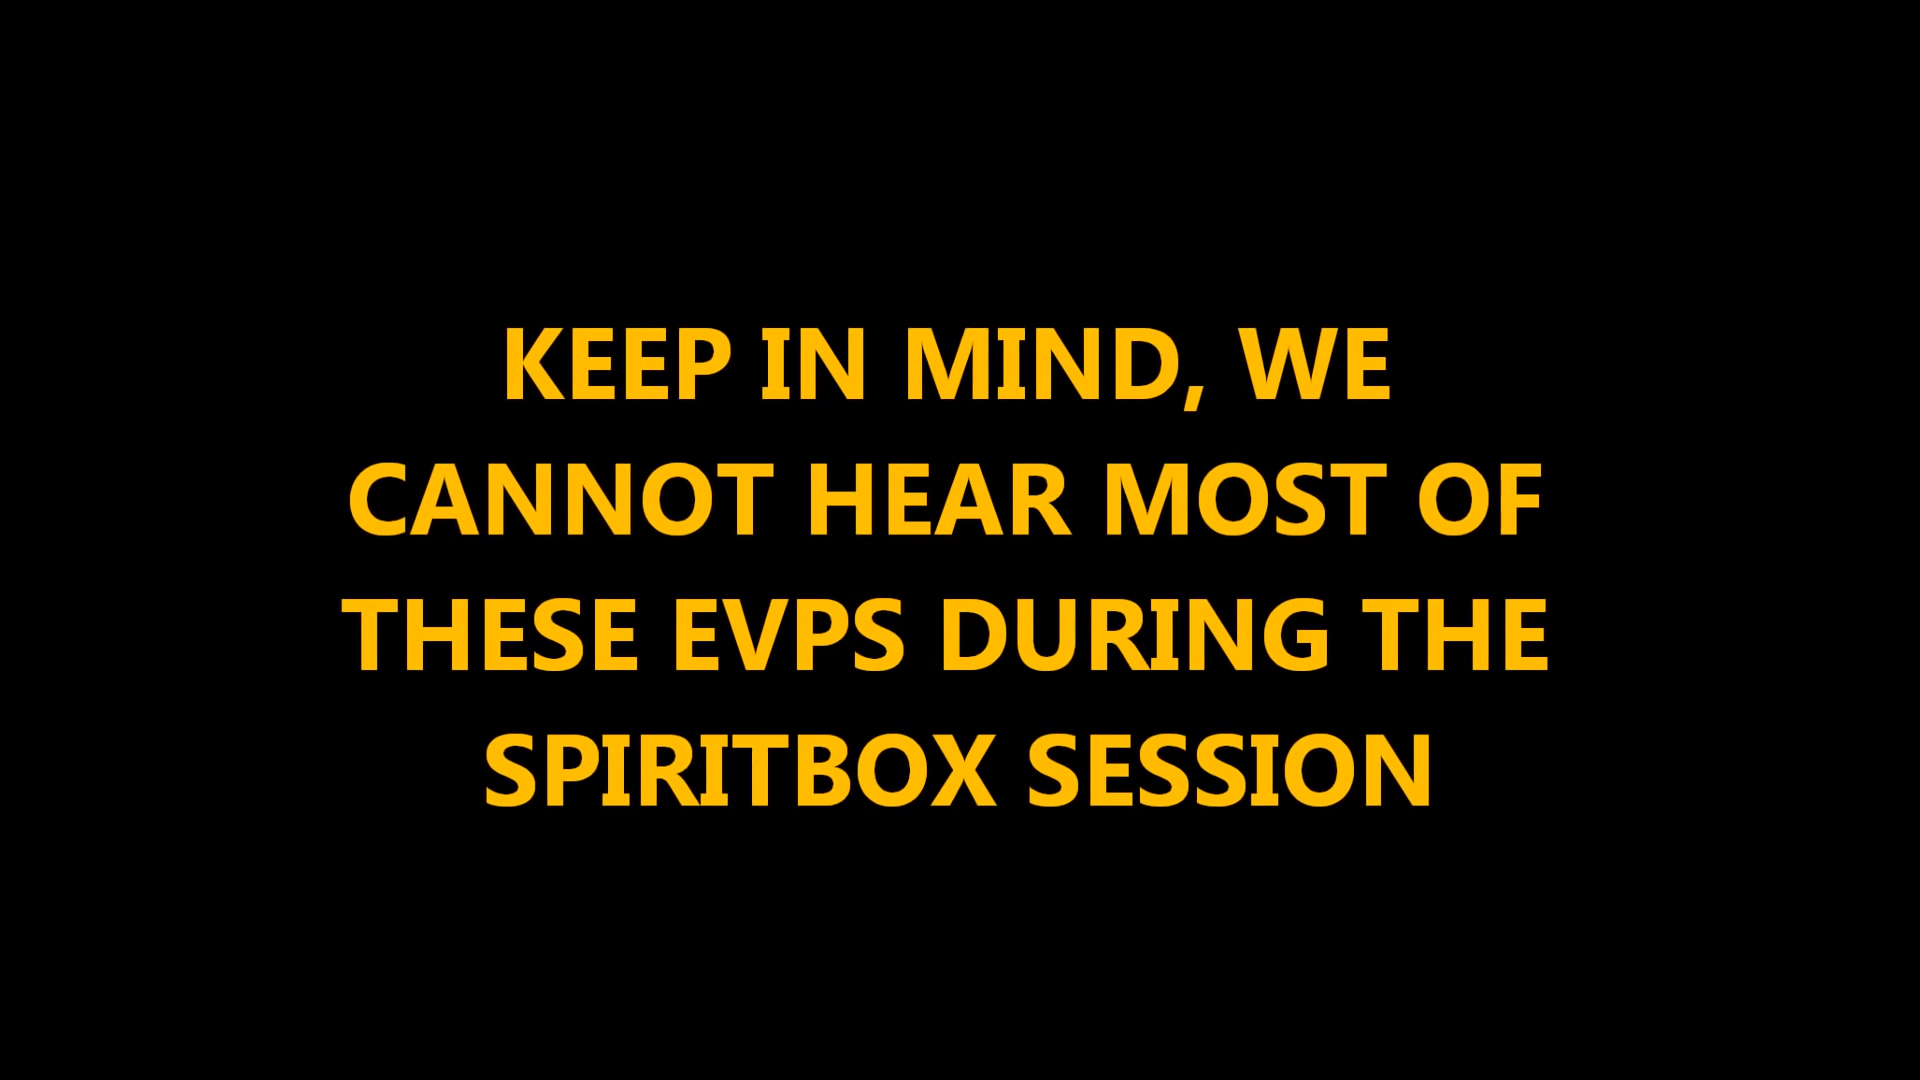 KEEP IN MIND, WE
CANNOT HEAR MOST OF
THESE EVPS DURING THE
SPIRITBOX SESSION